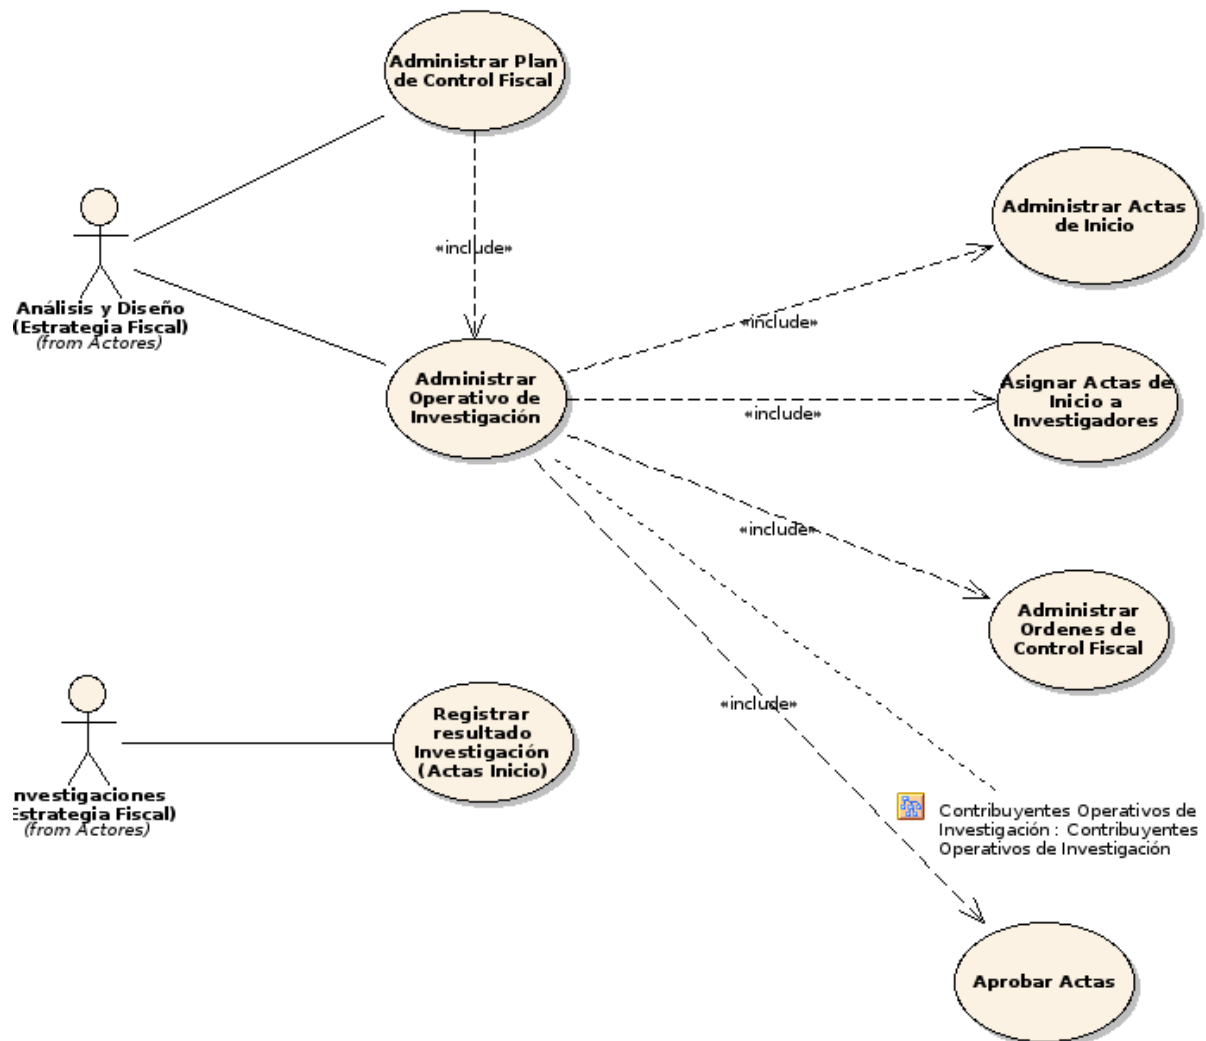 Administrar Plan
de Control Fiscal
Administrar Actas
de Inicio
«include»
Análisis y Diseño
(Estrategia Fiscal)
(from Actores)
«include»
Administrar
Operativo de
Investigación
«include»
Asignar Actas de
Inicio a
Investigadores
«include»
Administrar
Ordenes de
Control Fiscal
«include»
Registrar
resultado
Investigación
(Actas Inicio)
nvestigaciones
Estrategia Fiscal)
(from Actores)
Contribuyentes Operativos de
Investigación : Contribuyentes
Operativos de Investigación
Aprobar Actas